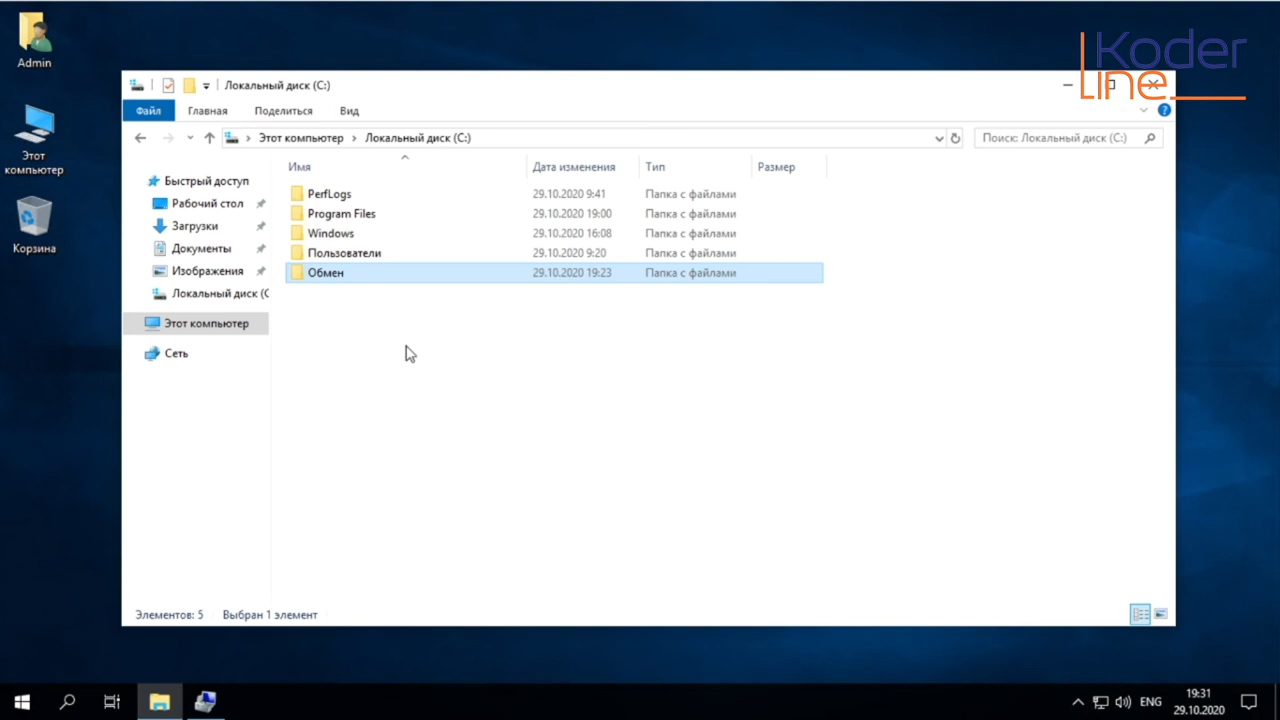 Admin
Этот
компьютер
Корзина
Koder
line
Локальный диск (C:)
Файл Главная Поделиться Вид
Этот компьютер Локальный диск (C:) Поиск: Локальный диск (C:)
Быстрый доступ
Рабочий стол
Загрузки
Документы
Изображения
Локальный диск (C
Этот компьютер
Сеть
Имя Дата изменения Тип Размер
PerfLogs 29.10.2020 9:41 Папка с файлами
Program Files 29.10.2020 19:00 Папка с файлами
Windows 29.10.2020 16:08 Папка с файлами
Пользователи 29.10.2020 9:20 Папка с файлами
Обмен 29.10.2020 19:23 Папка с файлами
Элементов: 5 Выбран 1 элемент
ENG
19:31
29.10.2020